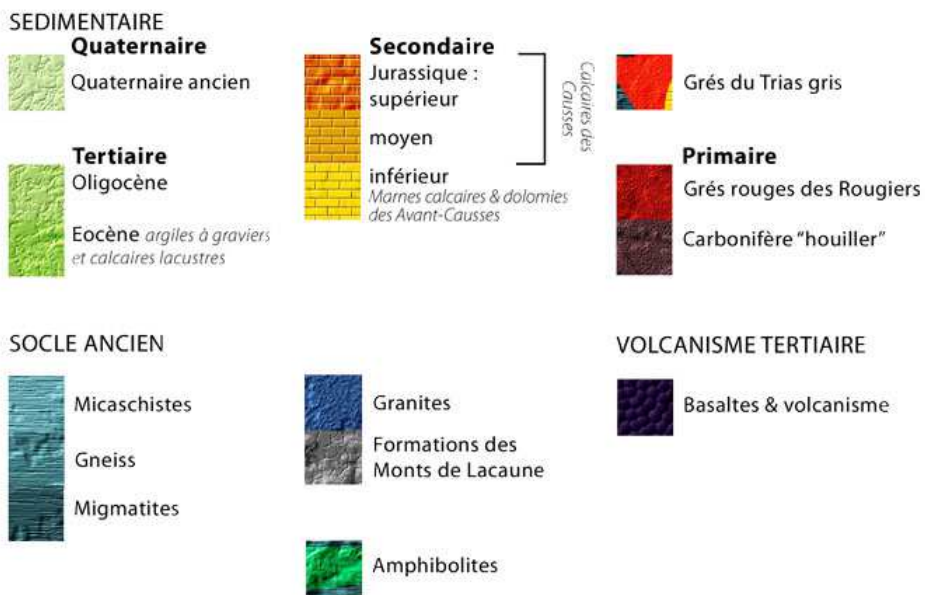 SEDIMENTAIRE
Quaternaire
Quaternaire ancien
Tertiaire
Oligocène
Eocène argiles à graviers
et calcaires lacustres
Secondaire
Jurassique :
supérieur
moyen
inférieur
Marnes calcaires & dolomies
des Avant-Causses
Calcaires des
Causses
Grés du Trias gris
Primaire
Grés rouges des Rougiers
Carbonifère "houiller"
SOCLE ANCIEN
Micaschistes
Gneiss
Migmatites
Granites
Formations des
Monts de Lacaune
Amphibolites
VOLCANISME TERTIAIRE
Basaltes & volcanisme